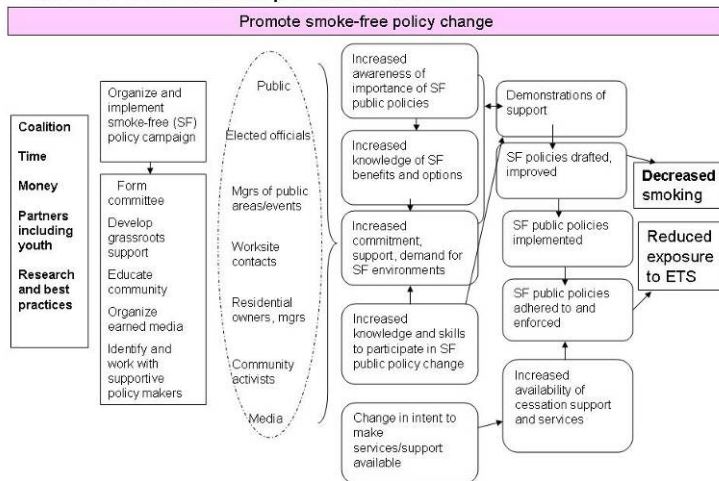 Promote smoke-free policy change
Coalition
Time
Money
Partners
including
youth
Research
and best
practices
Organize and
implement
smoke-free (SF)
policy campaign
Form
committee
Develop
grassroots
support
Educate
community
Organize
earned media
Identify and
work with
supportive
policy makers
Public
Elected officials
Mgrs of public
areas/events
Worksite
contacts
Residential
owners, mgrs
Community
activists
Media
Increased
awareness of
importance of SF
public policies
Increased
knowledge of SF
benefits and options
Increased
commitment,
support, demand for
SF environments
Increased
knowledge and skills
to participate in SF
public policy change
Change in intent to
make
services/support
available
Demonstrations of
support
SF policies drafted,
improved
SF public policies
implemented
SF public policies
adhered to and
enforced
Increased
availability of
cessation support
and services
Decreased
smoking
Reduced
exposure
to ETS